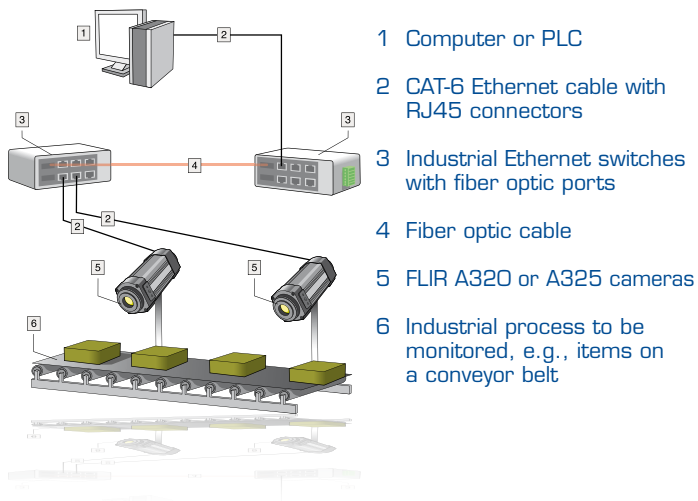 1
2
3
3
4
2
2
5
5
6
1 Computer or PLC
2 CAT-6 Ethernet cable with
RJ45 connectors
3 Industrial Ethernet switches
with fiber optic ports
4 Fiber optic cable
5 FLIR A320 or A325 cameras
6 Industrial process to be
monitored, e.g., items on
a conveyor belt